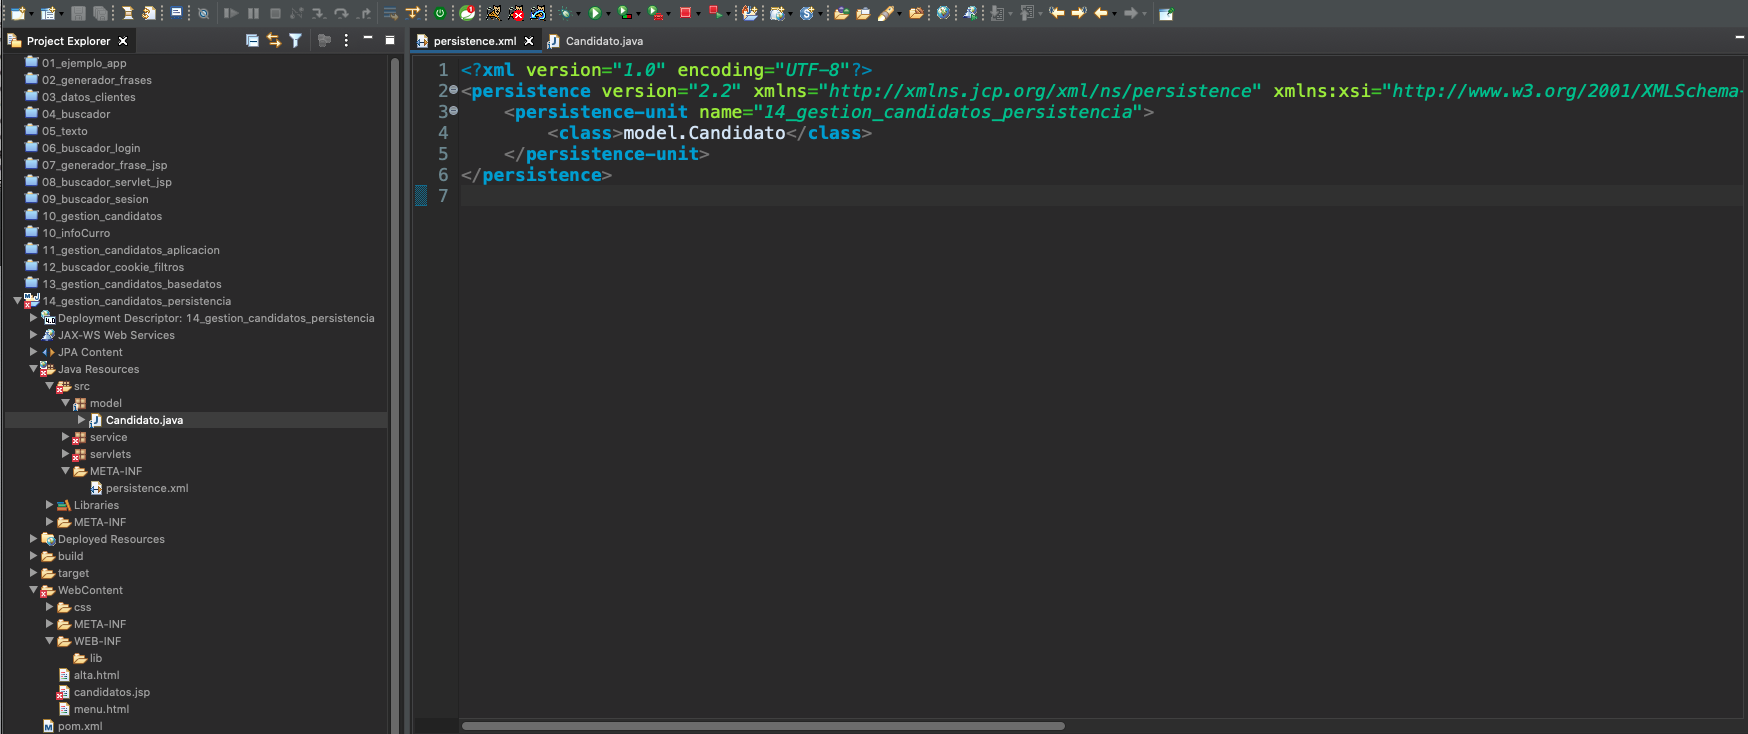 Project Explorer
persistence.xml
Candidato.java
01_ejemplo_app
02_generador_frases
03_datos_clientes
04_buscador
05_texto
06_buscador_login
07_generador_frase_jsp
08_buscador_servlet_jsp
09_buscador_sesion
10_gestion_candidatos
10_infoCurro
11_gestion_candidatos_aplicacion
12_buscador_cookie_filtros
13_gestion_candidatos_basedatos
14_gestion_candidatos_persistencia
Deployment Descriptor: 14_gestion_candidatos_persistencia
JAX-WS Web Services
JPA Content
Java Resources
src
model
Candidato.java
service
servlets
META-INF
persistence.xml
Libraries
META-INF
Deployed Resources
build
target
WebContent
css
META-INF
WEB-INF
lib
alta.html
candidatos.jsp
menu.html
pom.xml
1 <?xml version="1.0" encoding="UTF-8"?>
2 <persistence version="2.2" xmlns="http://xmlns.jcp.org/xml/ns/persistence" xmlns:xsi="http://www.w3.org/2001/XMLSchema-
3 <persistence-unit name="14_gestion_candidatos_persistencia">
4 <class>model.Candidato</class>
5 </persistence-unit>
6 </persistence>
7